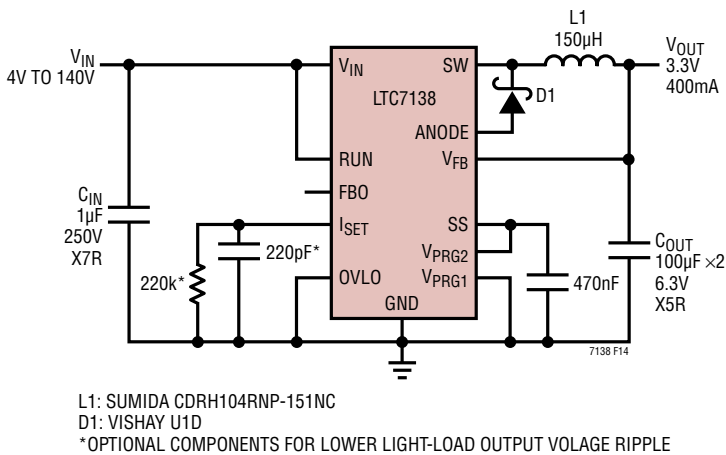 L1
150µH
VIN
4V TO 140V
VOUT
3.3V
400mA
VIN
SW
LTC7138
D1
ANODE
RUN
VFB
FBO
CIN
1µF
250V
X7R
ISET
SS
220pF*
VPRG2
COUT
100µF ×2
6.3V
X5R
220k*
OVLO
VPRG1
470nF
GND
7138 F14
L1: SUMIDA CDRH104RNP-151NC
D1: VISHAY U1D
*OPTIONAL COMPONENTS FOR LOWER LIGHT-LOAD OUTPUT VOLAGE RIPPLE